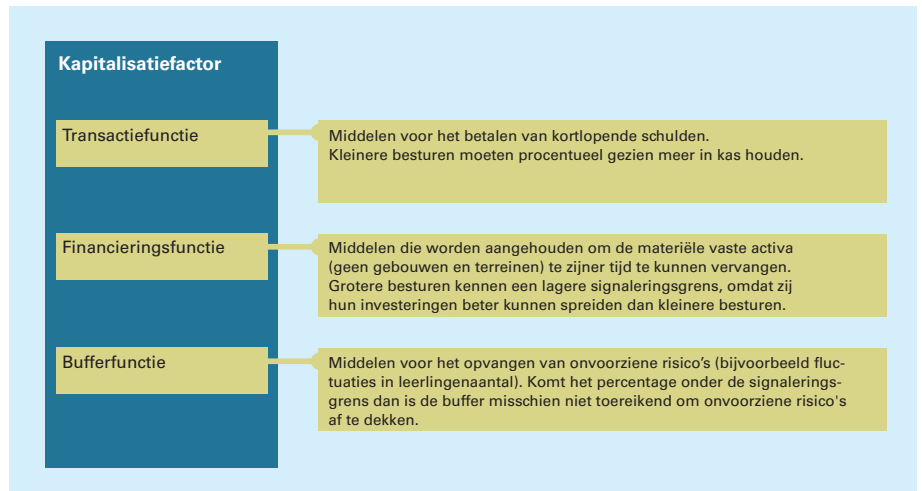 Kapitalisatiefactor
Transactiefunctie
Middelen voor het betalen van kortlopende schulden.
Kleinere besturen moeten procentueel gezien meer in kas houden.
Financieringsfunctie
Middelen die worden aangehouden om de materiële vaste activa
(geen gebouwen en terreinen) te zijner tijd te kunnen vervangen.
Grotere besturen kennen een lagere signaleringsgrens, omdat zij
hun investeringen beter kunnen spreiden dan kleinere besturen.
Bufferfunctie
Middelen voor het opvangen van onvoorziene risico’s (bijvoorbeeld fluc-
tuaties in leerlingenaantal). Komt het percentage onder de signalerings-
grens dan is de buffer misschien niet toereikend om onvoorziene risico's
af te dekken.